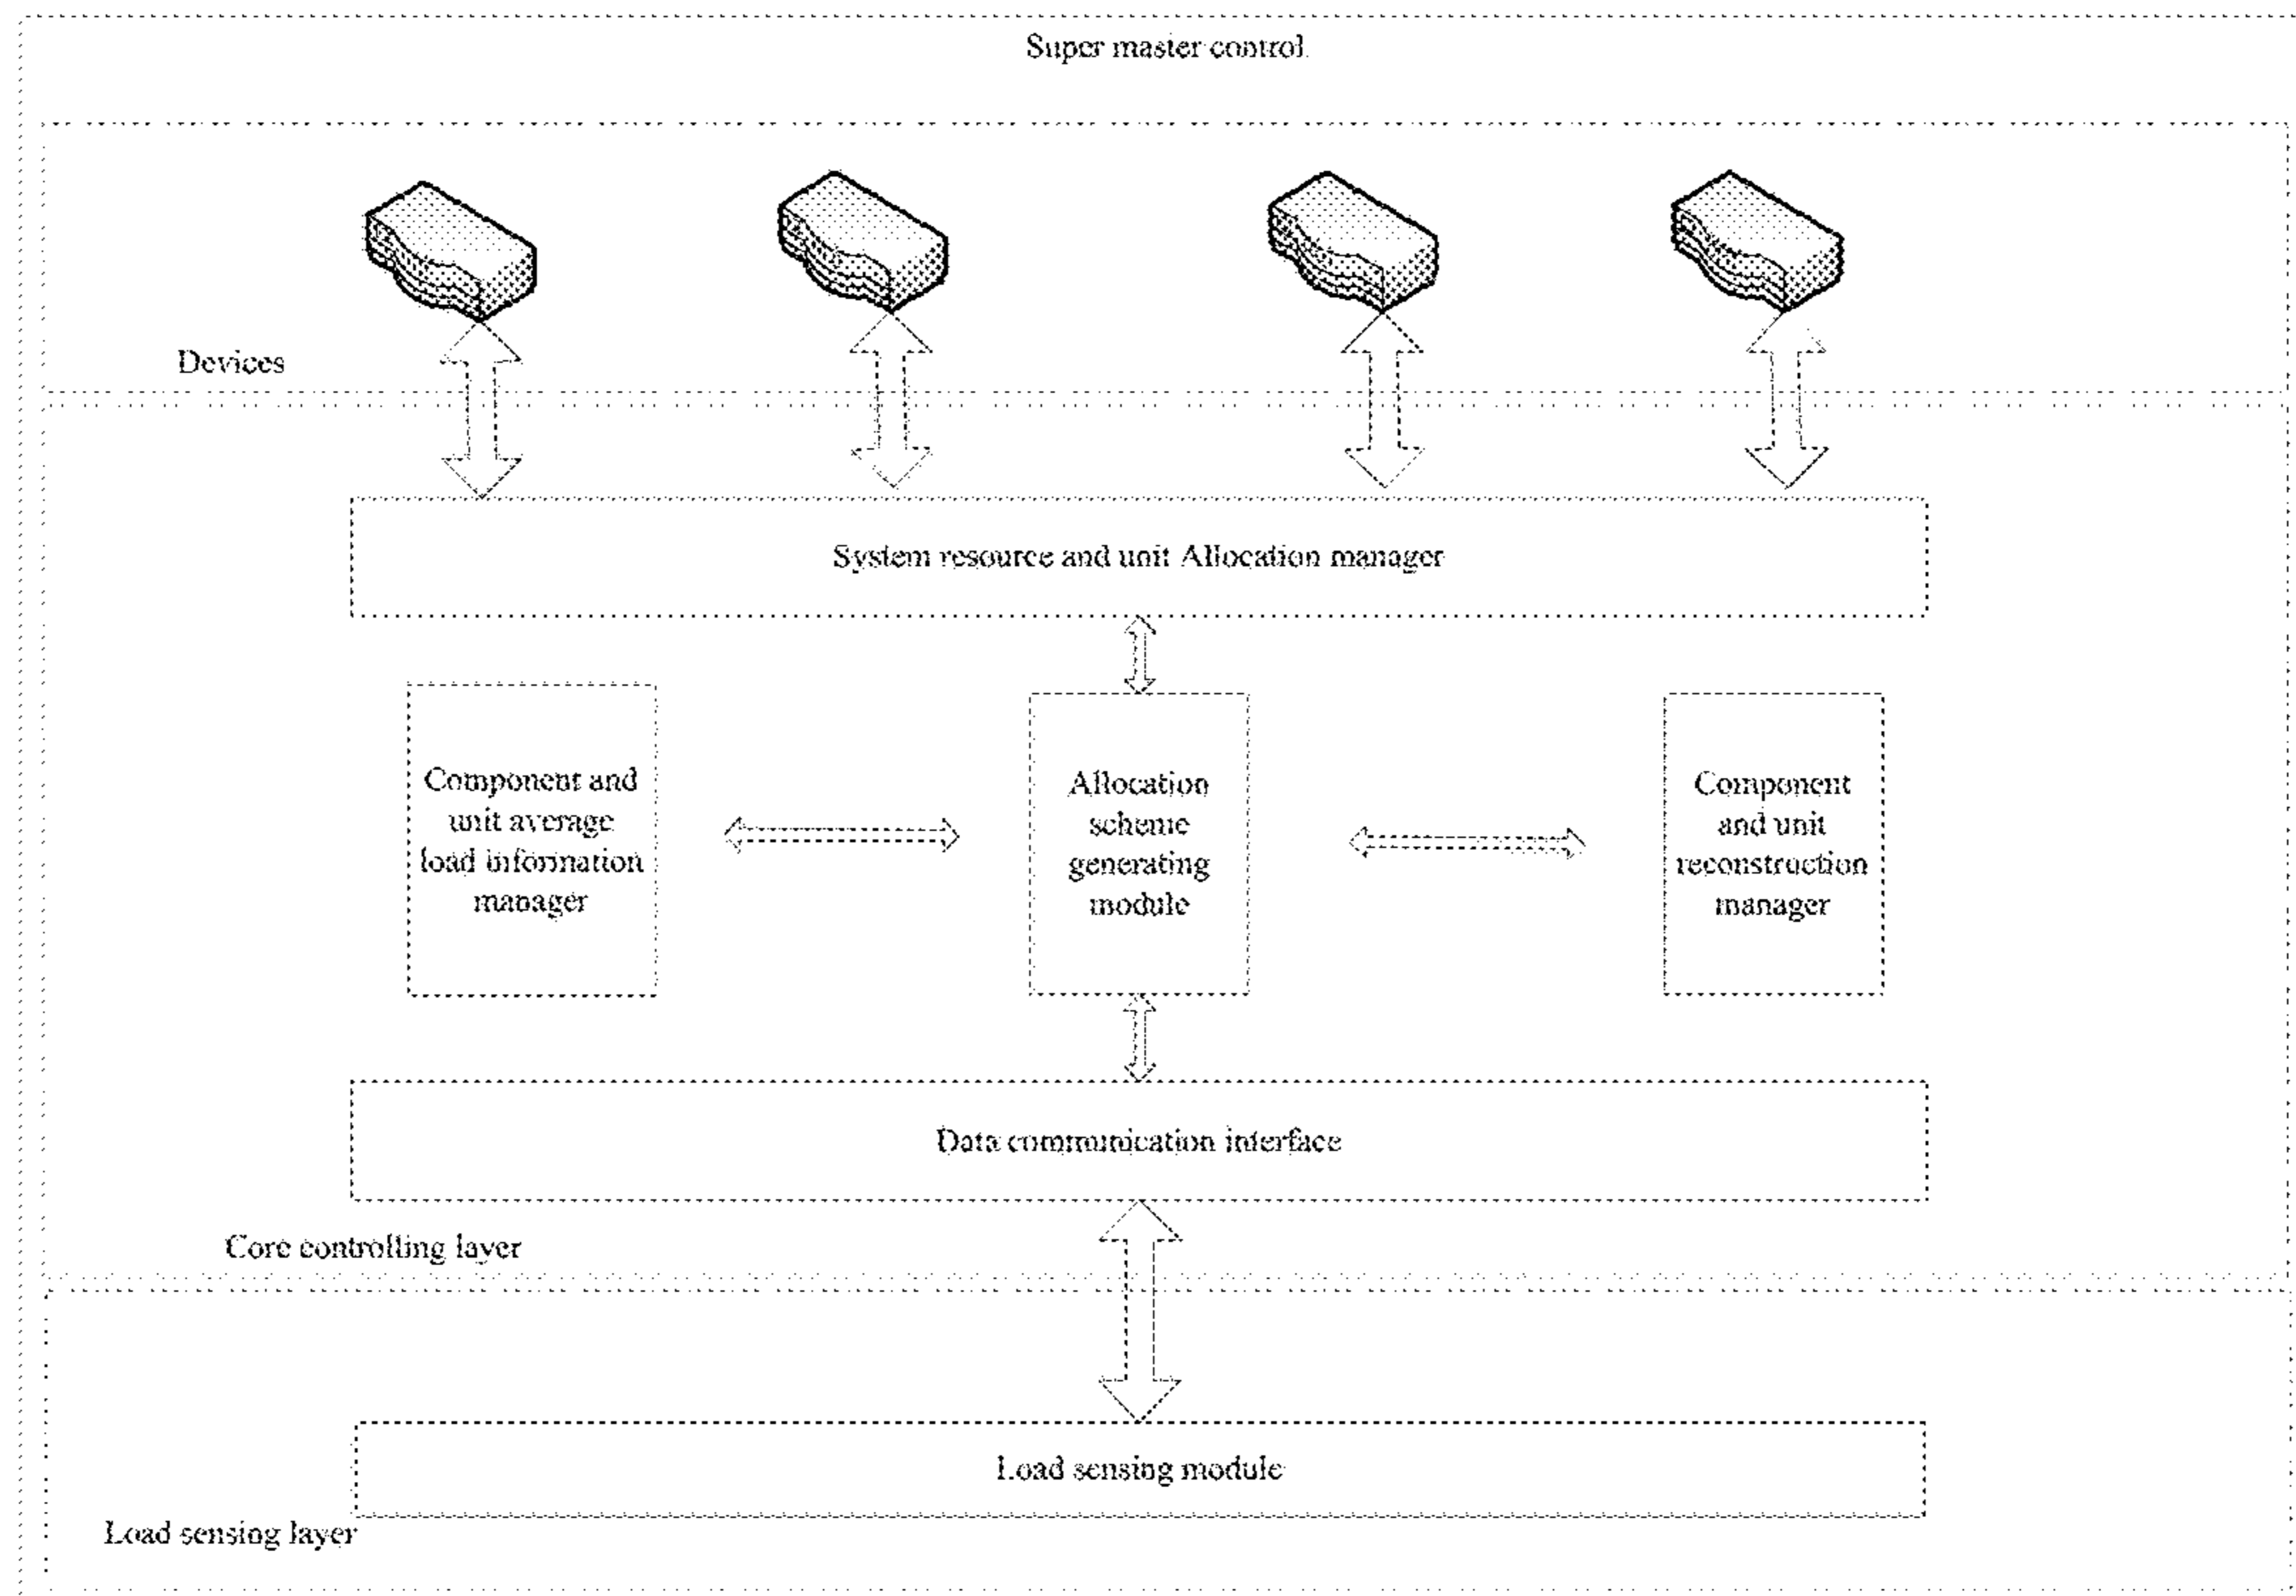 Super master control
Devices
System resource and unit Allocation manager
Component and
unit average
load information
manager
Allocation
scheme
generating
module
Component
and unit
reconstruction
manager
Data communication interface
Core controlling layer
Load sensing module
Load sensing layer